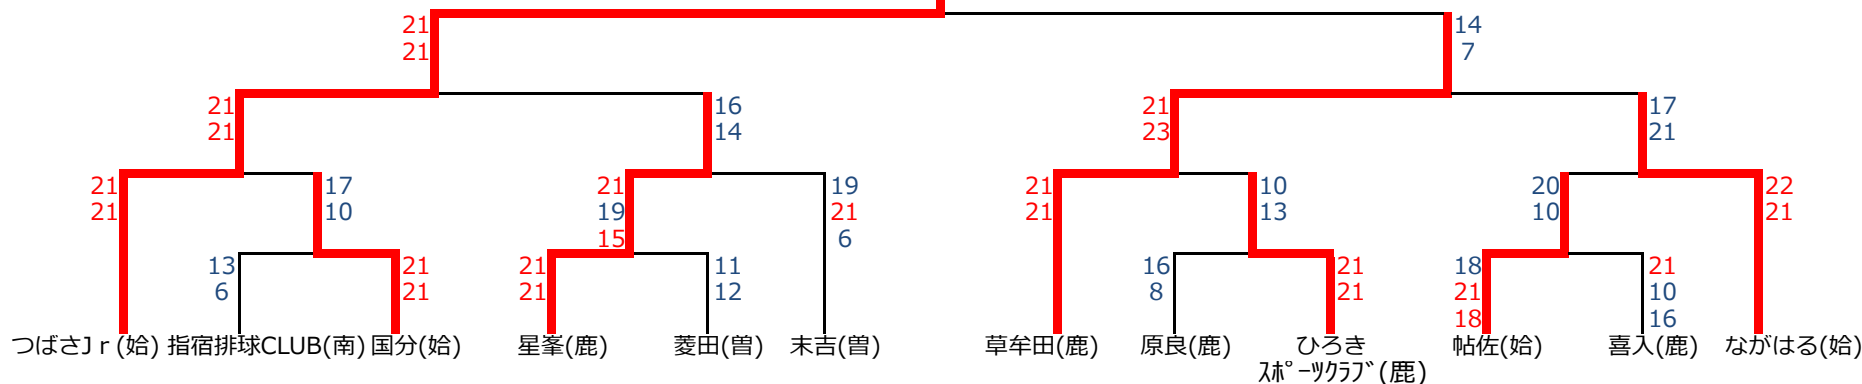 21 14
21 7
21 16 21 17
21 14 23 21
21 17 21 19 21 10 20 22
21 10 19 21 21 13 10 21
15 6
13 21 21 11 16 21 18 21
6 21 21 12 8 21 21 10
18 16
つばさJｒ(姶) 指宿排球CLUB(南) 国分(姶) 星峯(鹿) 菱田(曽) 末吉(曽) 草牟田(鹿) 原良(鹿) ひろき 帖佐(姶) 喜入(鹿) ながはる(姶)
ｽﾎﾟｰﾂｸﾗﾌﾞ(鹿)